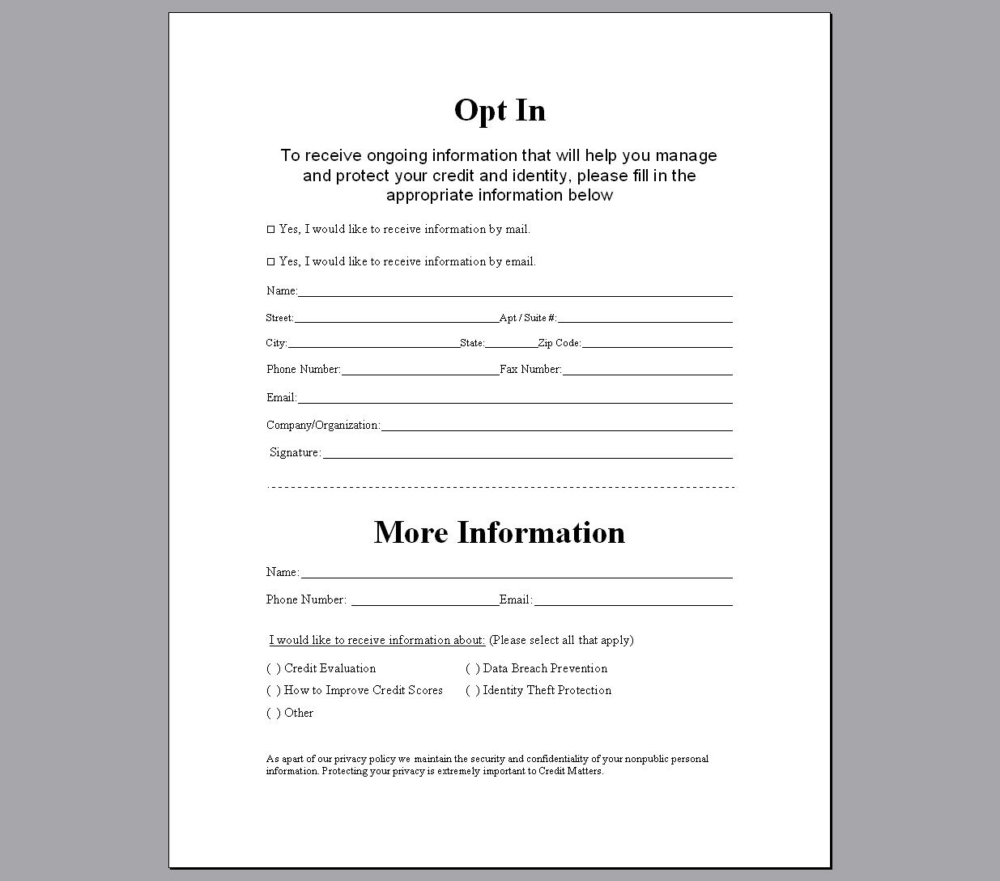 Opt In
To receive ongoing information that will help you manage
and protect your credit and identity, please fill in the
appropriate information below
□ Yes, I would like to receive information by mail.
□ Yes, I would like to receive information by email.
Name:
Street: Apt / Suite #:
City: State: Zip Code:
Phone Number: Fax Number:
Email:
Company/Organization:
Signature:
More Information
Name:
Phone Number: Email:
I would like to receive information about: (Please select all that apply)
( ) Credit Evaluation ( ) Data Breach Prevention
( ) How to Improve Credit Scores ( ) Identity Theft Protection
( ) Other
As apart of our privacy policy we maintain the security and confidentiality of your nonpublic personal
information. Protecting your privacy is extremely important to Credit Matters.